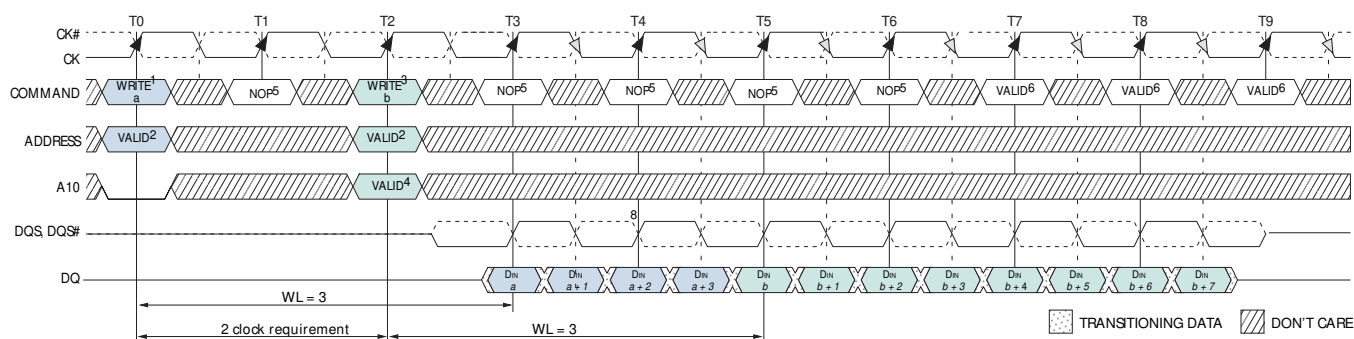 T0 T1 T2 T3 T4 T5 T6 T7 T8 T9
CK#
CK
COMMAND WRITE1 a NOP5 WRITE3 b NOP5 NOP5 NOP5 NOP5 VALID6 VALID6 VALID6
ADDRESS VALID2 VALID2
A10 VALID4
8
DQS, DQS#
DQ DIN a DIN a + 1 DIN a + 2 DIN a + 3 DIN b DIN b + 1 DIN b + 2 DIN b + 3 DIN b + 4 DIN b + 5 DIN b + 6 DIN b + 7
WL = 3
2 clock requirement WL = 3
TRANSITIONING DATA DON'T CARE